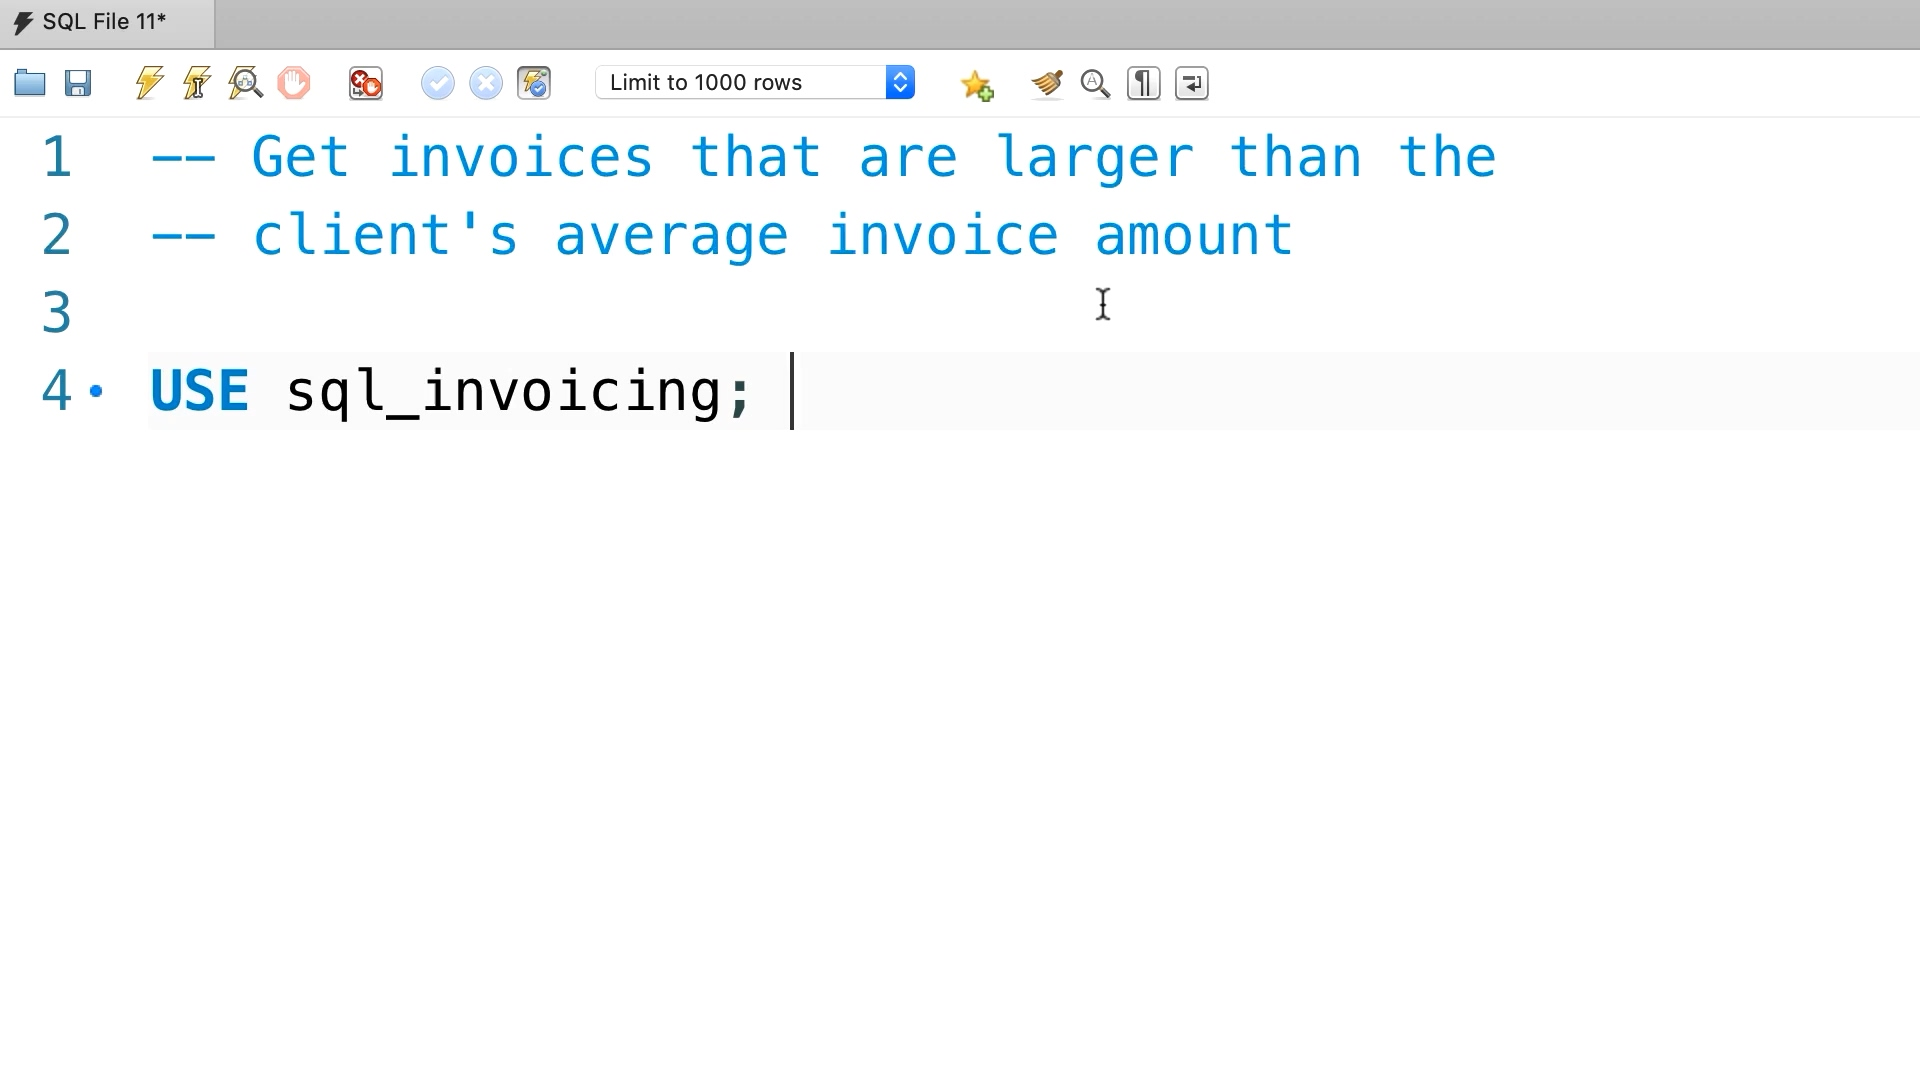 SQL File 11*
Limit to 1000 rows
1 -- Get invoices that are larger than the
2 -- client's average invoice amount
3
4 USE sql_invoicing;